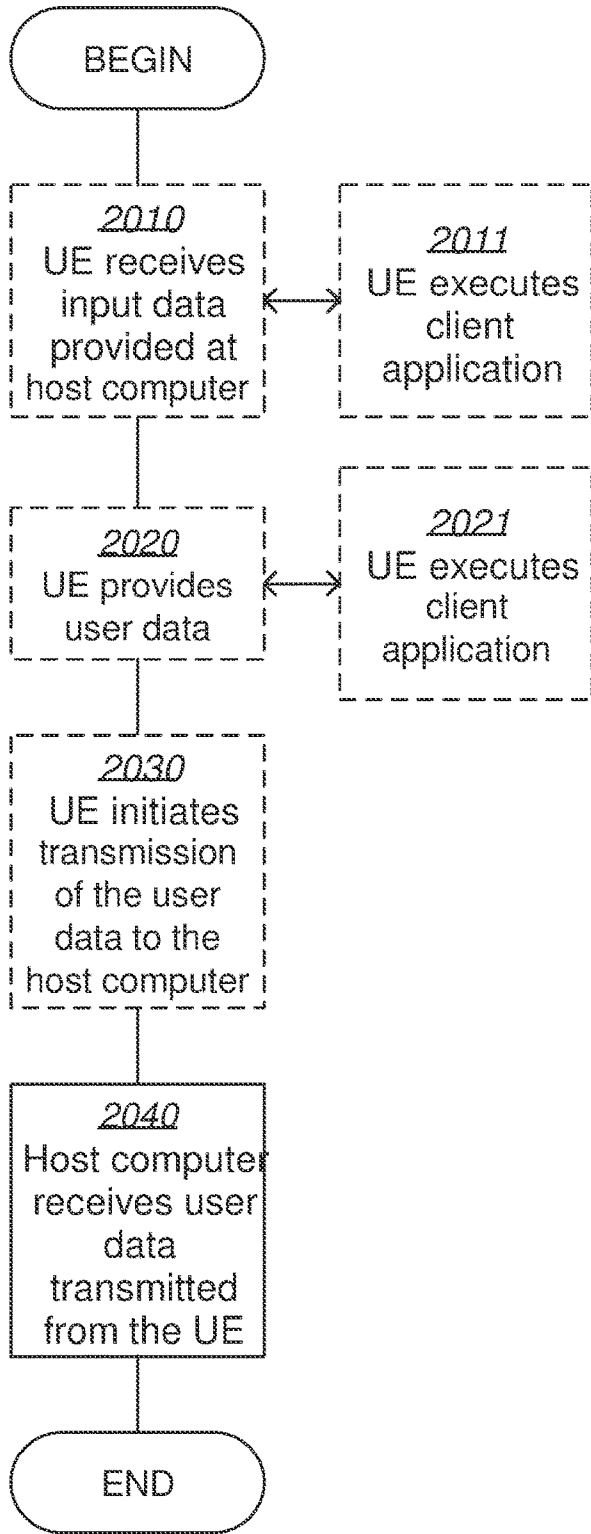 BEGIN
2010
UE receives
input data
provided at
host computer
2011
UE executes
client
application
2020
UE provides
user data
2021
UE executes
client
application
2030
UE initiates
transmission
of the user
data to the
host computer
2040
Host computer
receives user
data
transmitted
from the UE
END